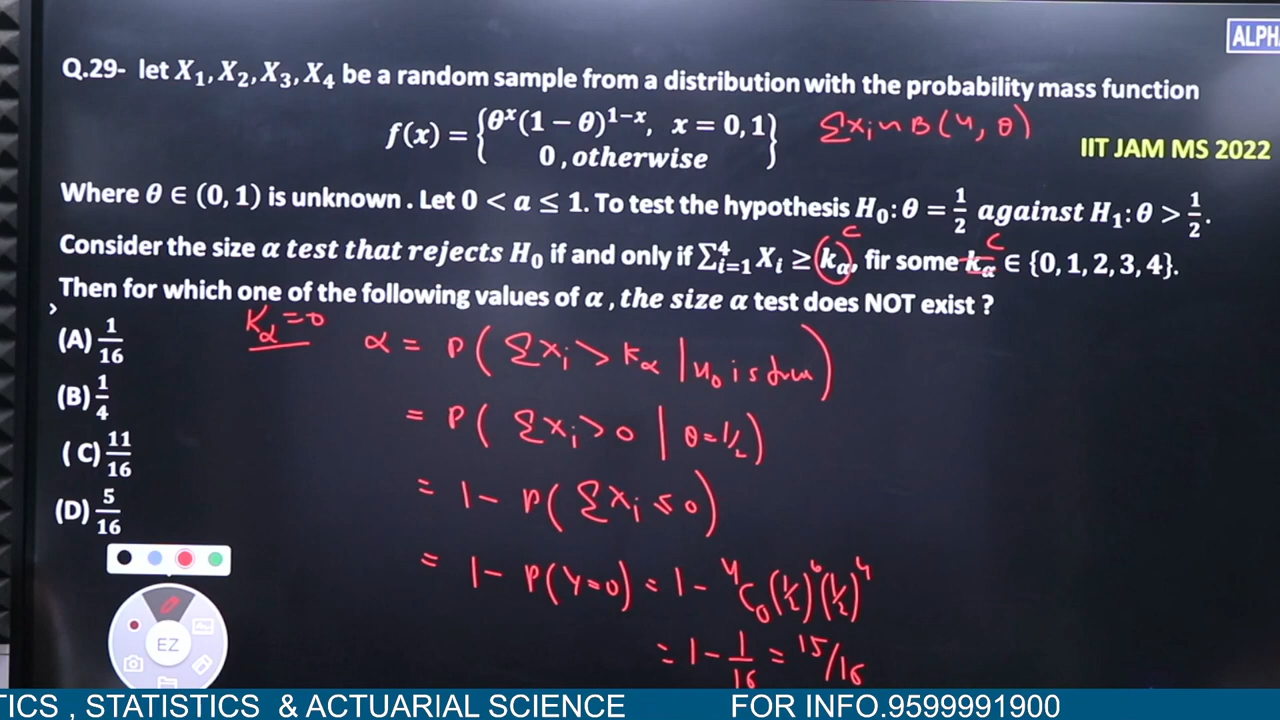 ALPH
Q.29- let X₁, X₂, X₃, X₄ be a random sample from a distribution with the probability mass function
f(x) = {θˣ(1 − θ)¹⁻ˣ, x = 0, 1}
0, otherwise
Σxᵢ ~ B(4, θ)
IIT JAM MS 2022
Where θ ∈ (0, 1) is unknown . Let 0 < a ≤ 1. To test the hypothesis H₀: θ = 1/2 against H₁: θ > 1/2.
c
c
Consider the size α test that rejects H₀ if and only if Σ⁴ᵢ₌₁ Xᵢ ≥ kα, fir some kα ∈ {0, 1, 2, 3, 4}.
Then for which one of the following values of α , the size α test does NOT exist ?
(A) 1/16
(B) 1/4
( C) 11/16
(D) 5/16
Kα = 0
α = P( Σxᵢ > kα | H₀ is true )
= P( Σxᵢ > 0 | θ = 1/2 )
= 1 − P( Σxᵢ ≤ 0 )
= 1 − P(Y=0) = 1 − ⁴C₀ (1/2)⁰ (1/2)⁴
= 1 − 1/16 = 15/16
EZ
TICS , STATISTICS & ACTUARIAL SCIENCE
FOR INFO.9599991900